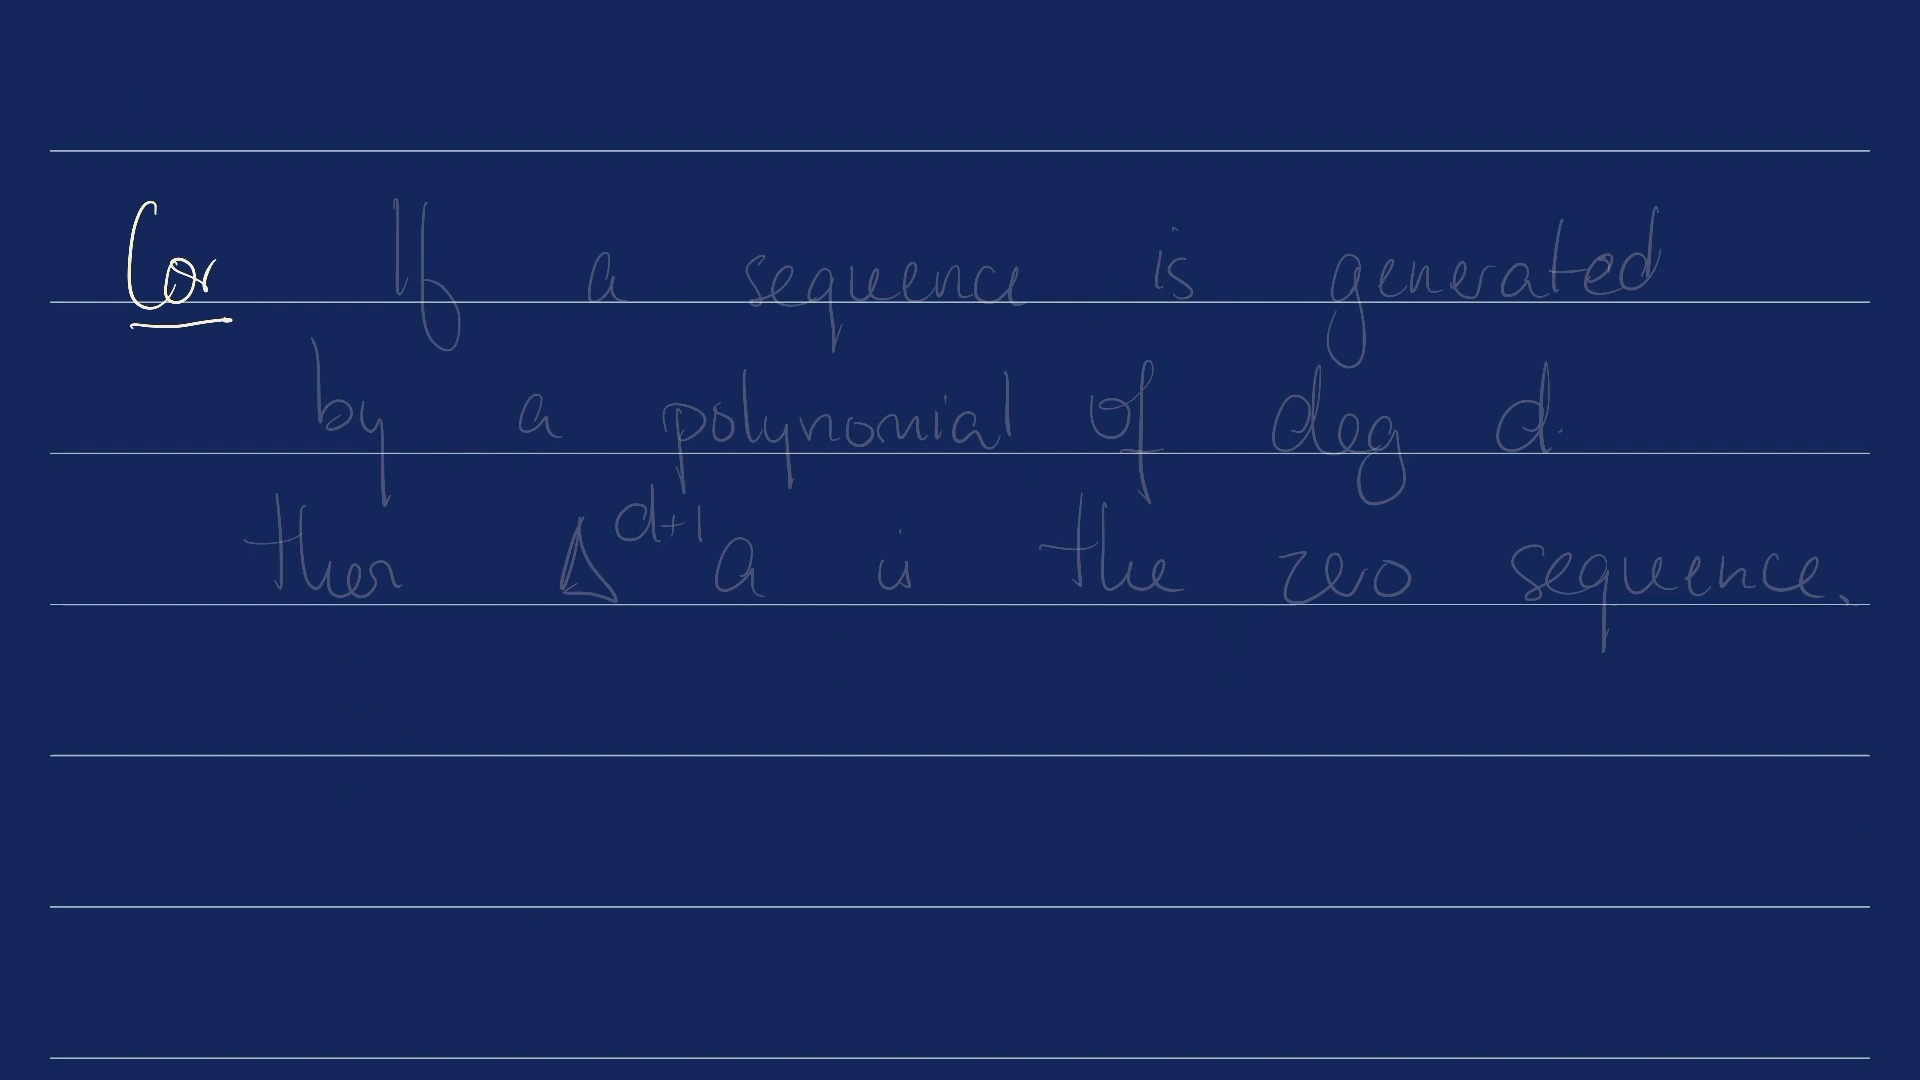 Cor If a sequence is generated
by a polynomial of deg d.
then Δ^{d+1} a is the zero sequence.